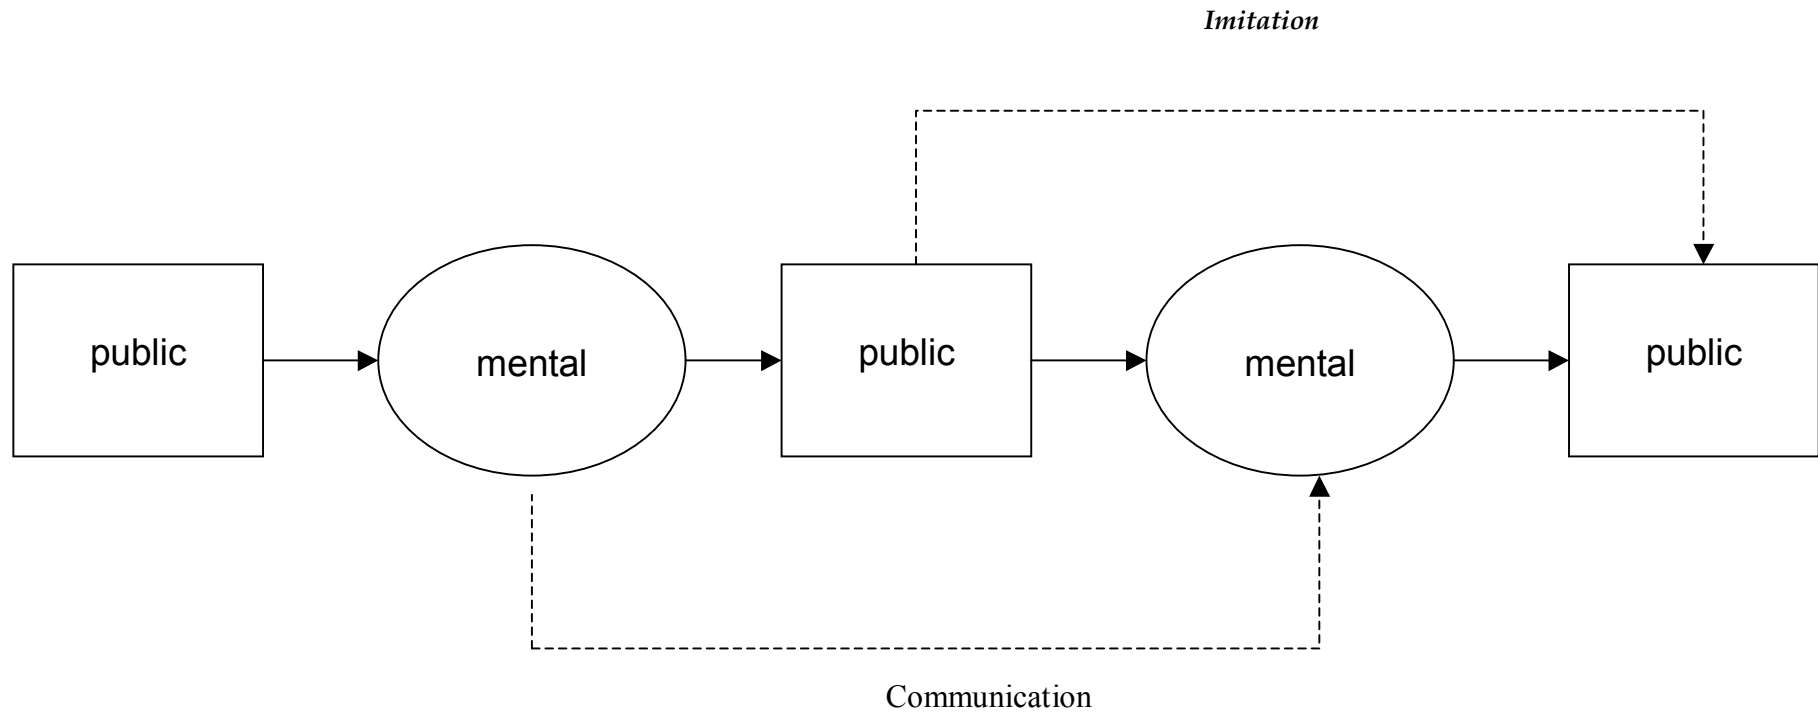 Imitation
public
mental
public
mental
public
Communication